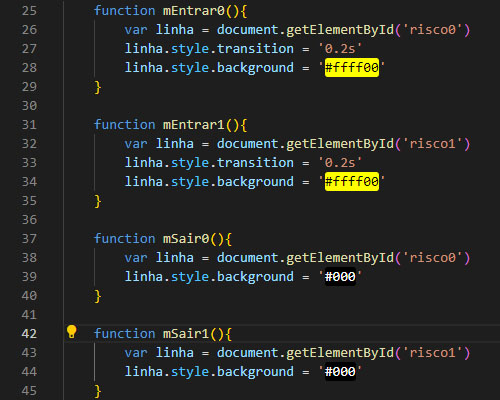 25 function mEntrar0(){
26 var linha = document.getElementById('risco0')
27 linha.style.transition = '0.2s'
28 linha.style.background = '#ffff00'
29 }
30
31 function mEntrar1(){
32 var linha = document.getElementById('risco1')
33 linha.style.transition = '0.2s'
34 linha.style.background = '#ffff00'
35 }
36
37 function mSair0(){
38 var linha = document.getElementById('risco0')
39 linha.style.background = '#000'
40 }
41
42 function mSair1(){
43 var linha = document.getElementById('risco1')
44 linha.style.background = '#000'
45 }